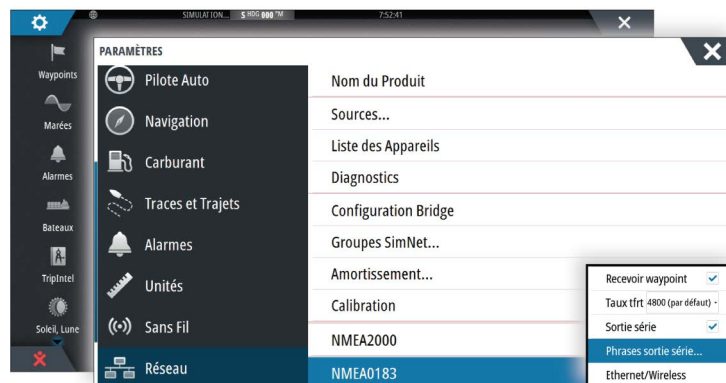 SIMULATION... S HDG 000 °M 7:52:41
PARAMÈTRES
Waypoints
Marées
Alarmes
Bateaux
TripIntel
Soleil, Lune
Pilote Auto
Navigation
Carburant
Traces et Trajets
Alarmes
Unités
Sans Fil
Réseau
Nom du Produit
Sources...
Liste des Appareils
Diagnostics
Configuration Bridge
Groupes SimNet...
Amortissement...
Calibration
NMEA2000
NMEA0183
Recevoir waypoint
Taux tfrt 4800 (par défaut)
Sortie série
Phrases sortie série...
Ethernet/Wireless